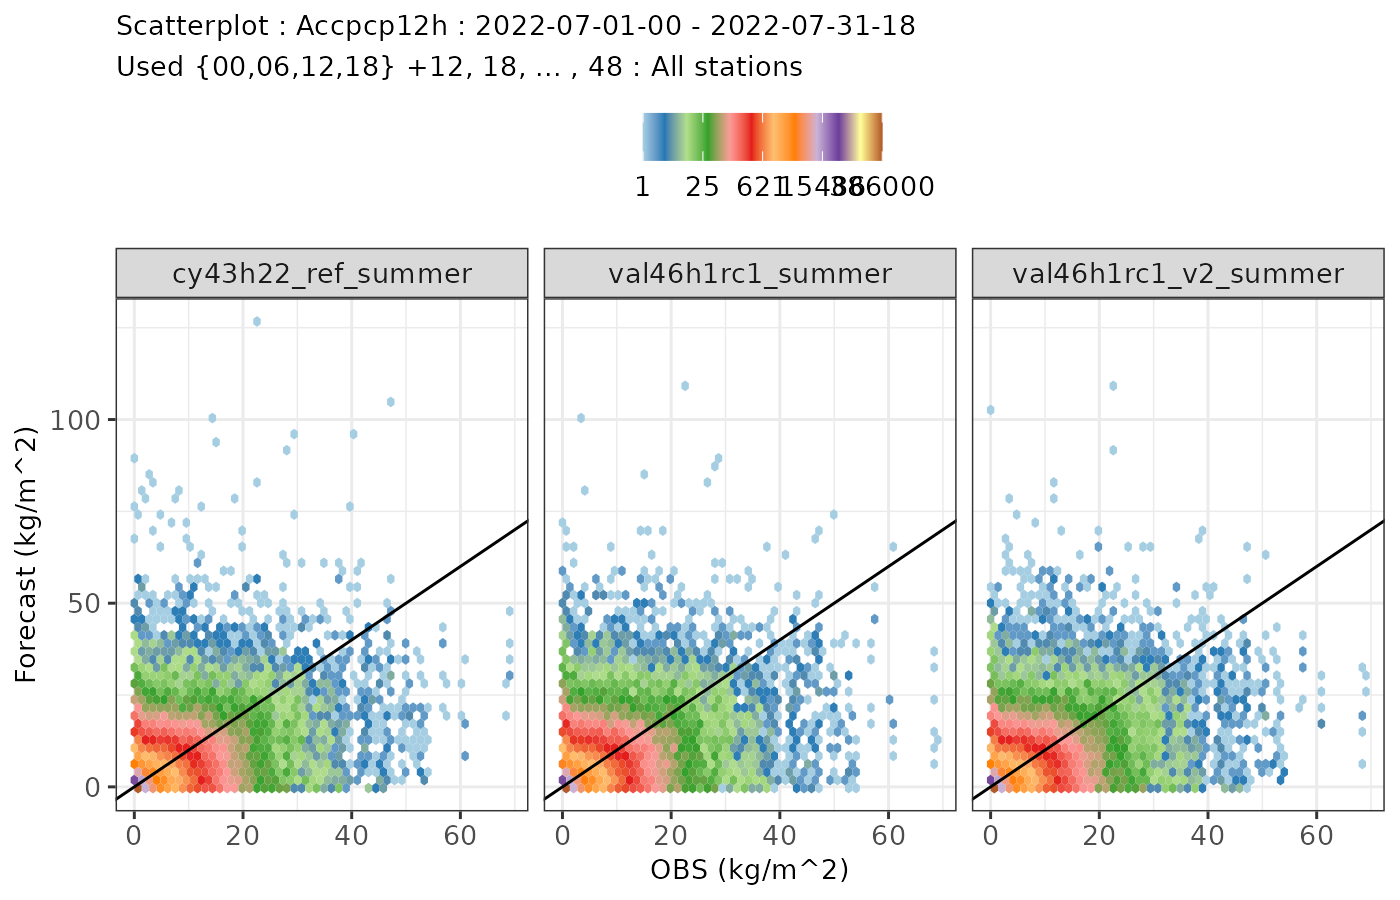 Scatterplot : Accpcp12h : 2022-07-01-00 - 2022-07-31-18
Used {00,06,12,18} +12, 18, ... , 48 : All stations
1 25 621 15438 386000
cy43h22_ref_summer val46h1rc1_summer val46h1rc1_v2_summer
Forecast (kg/m^2)
100
50
0
0 20 40 60 0 20 40 60 0 20 40 60
OBS (kg/m^2)